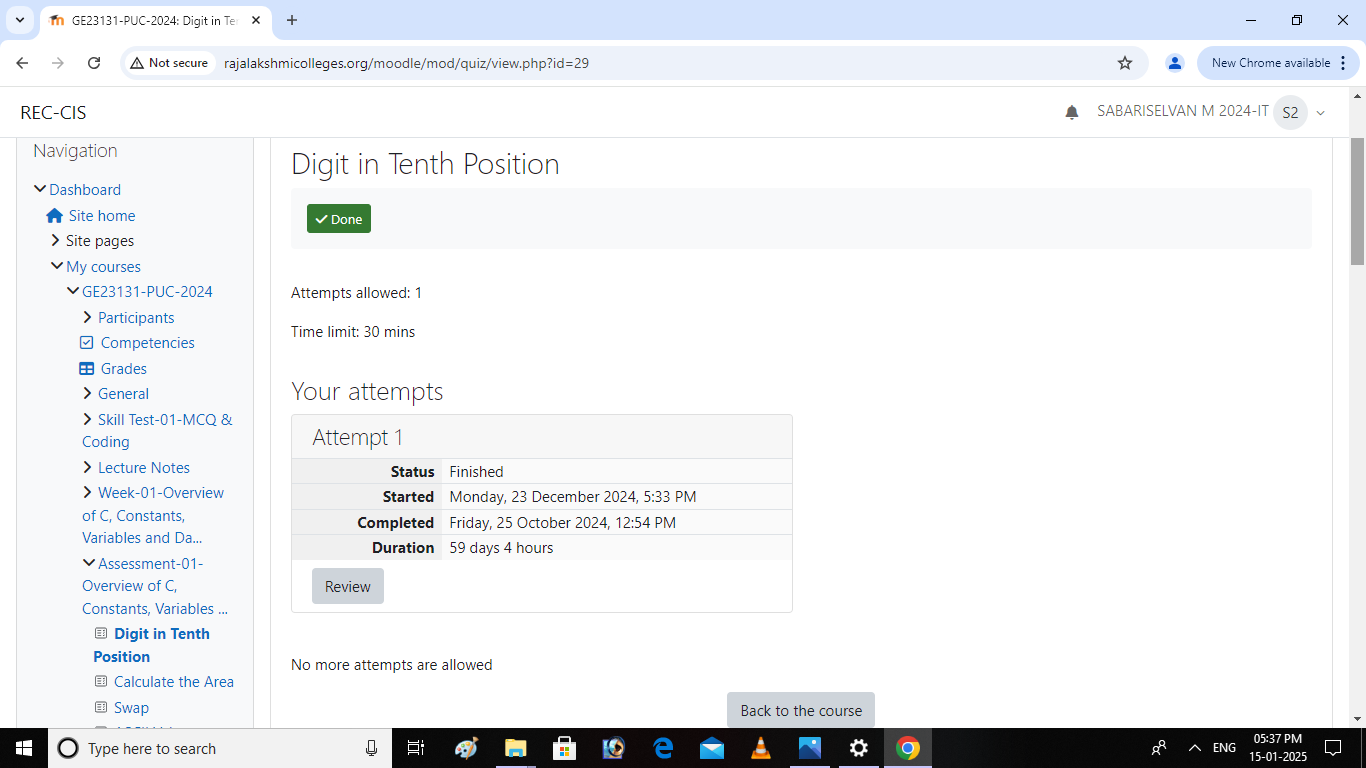 GE23131-PUC-2024: Digit in Te
Not secure
rajalakshmicolleges.org/moodle/mod/quiz/view.php?id=29
New Chrome available
REC-CIS
SABARISELVAN M 2024-IT
S2
Navigation
Dashboard
Site home
Site pages
My courses
GE23131-PUC-2024
Participants
Competencies
Grades
General
Skill Test-01-MCQ &
Coding
Lecture Notes
Week-01-Overview
of C, Constants,
Variables and Da...
Assessment-01-
Overview of C,
Constants, Variables ...
Digit in Tenth
Position
Calculate the Area
Swap
Digit in Tenth Position
Done
Attempts allowed: 1
Time limit: 30 mins
Your attempts
Attempt 1
Status Finished
Started Monday, 23 December 2024, 5:33 PM
Completed Friday, 25 October 2024, 12:54 PM
Duration 59 days 4 hours
Review
No more attempts are allowed
Back to the course
Type here to search
ENG
05:37 PM
15-01-2025